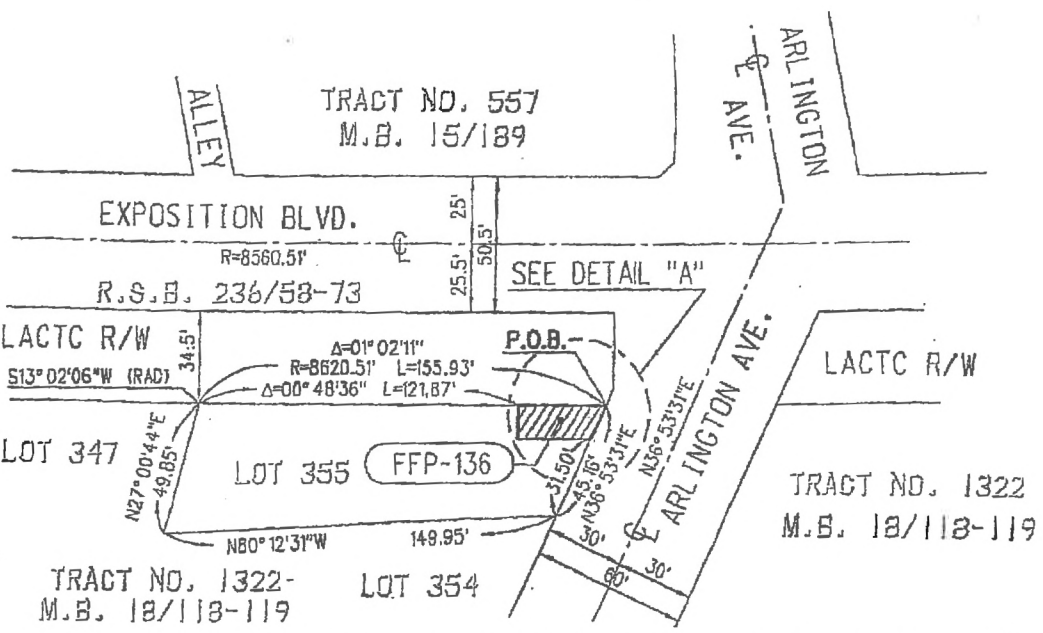 ARLINGTON
℄ AVE.
ALLEY
TRACT NO. 557
M.B. 15/189
EXPOSITION BLVD.
℄
R=8560.51'
25'
50.5'
25.5'
SEE DETAIL "A"
R.S.B. 236/58-73
LACTC R/W
34.5'
Δ=01°02'11"
P.O.B.
R=8620.51' L=155.93'
S13°02'06"W (RAD)
Δ=00°48'36" L=121.87'
LACTC R/W
N36°53'31"E
℄ ARLINGTON AVE.
LOT 347
N27°00'44"E
49.85'
LOT 355
FFP-136
31.50'
45.16'
N36°53'31"E
TRACT NO. 1322
M.B. 18/118-119
N80°12'31"W 149.95'
30'
30'
60'
TRACT NO. 1322-
M.B. 18/118-119
LOT 354